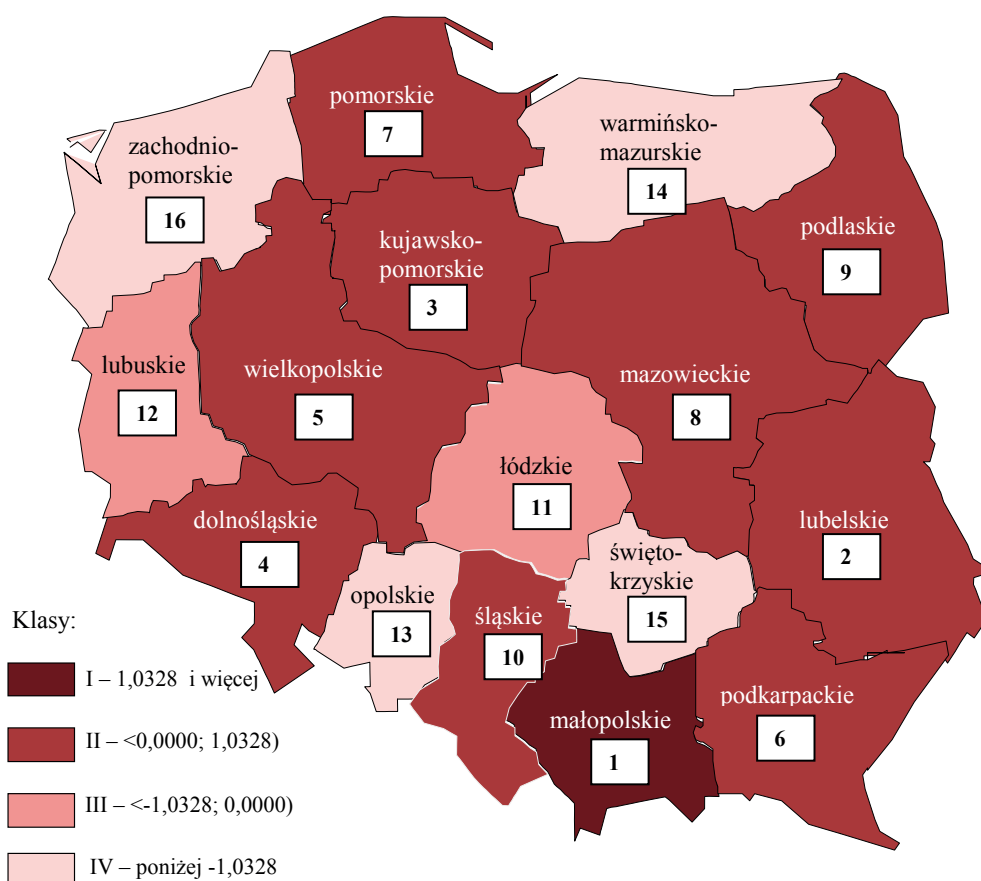 pomorskie
7
warmińsko-
mazurskie
14
zachodnio-
pomorskie
16
podlaskie
9
kujawsko-
pomorskie
3
lubuskie
12
wielkopolskie
5
mazowieckie
8
łódzkie
11
dolnośląskie
4
lubelskie
2
święto-
krzyskie
15
opolskie
13
śląskie
10
podkarpackie
6
małopolskie
1
Klasy:
I – 1,0328 i więcej
II – <0,0000; 1,0328)
III – <-1,0328; 0,0000)
IV – poniżej -1,0328